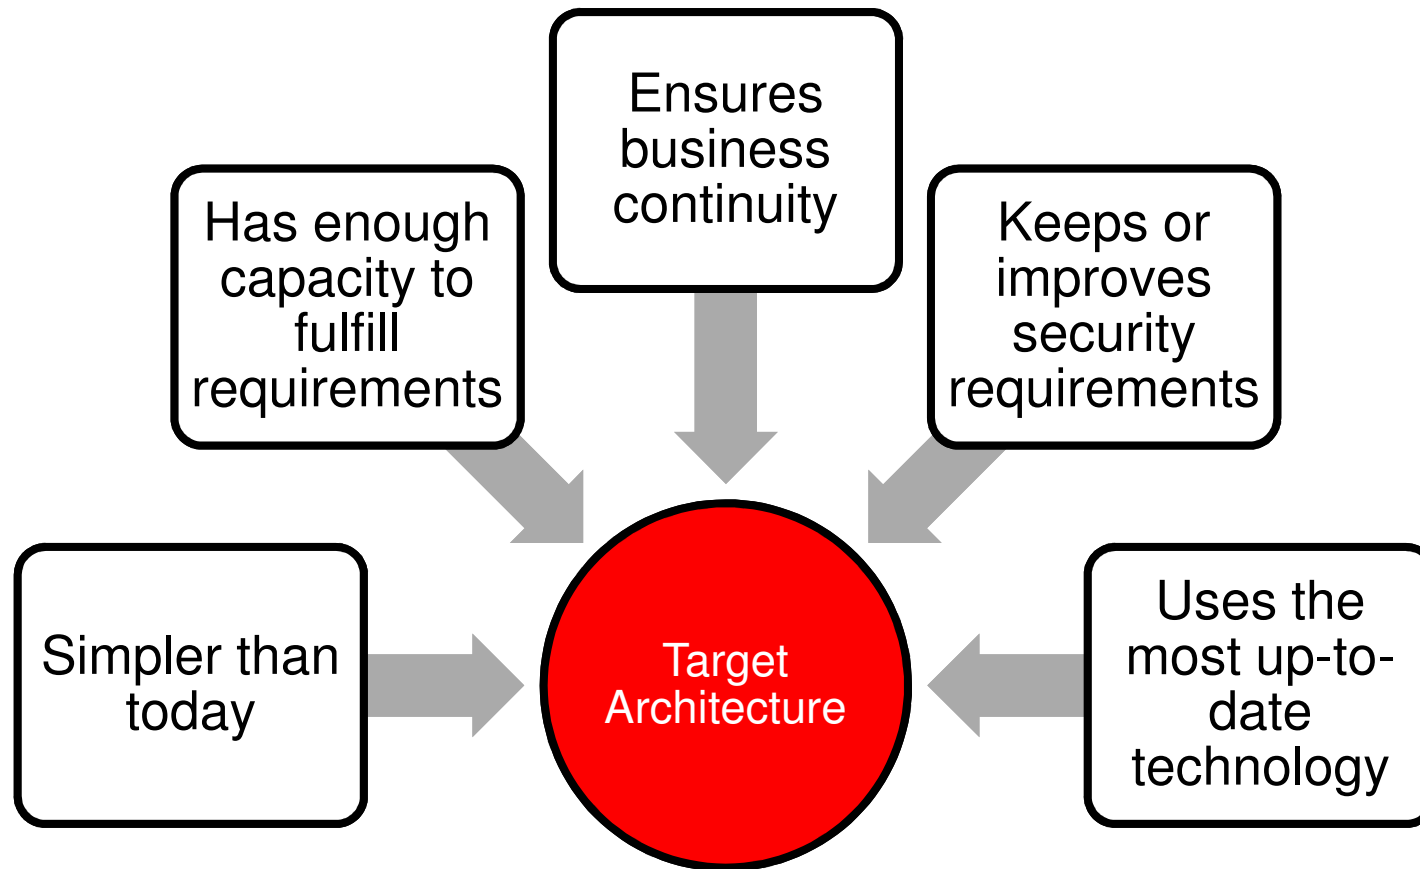 Ensures
business
continuity
Has enough
capacity to
fulfill
requirements
Keeps or
improves
security
requirements
Simpler than
today
Target
Architecture
Uses the
most up-to-
date
technology